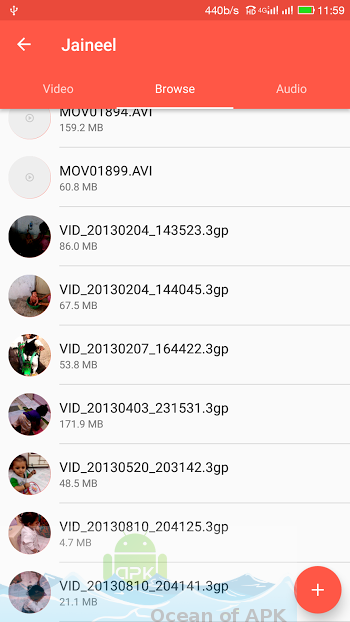 440b/s 4G 11:59
Jaineel
Video Browse Audio
MOV01894.AVI
159.2 MB
MOV01899.AVI
60.8 MB
VID_20130204_143523.3gp
86.0 MB
VID_20130204_144045.3gp
67.5 MB
VID_20130207_164422.3gp
53.8 MB
VID_20130403_231531.3gp
171.9 MB
VID_20130520_203142.3gp
48.5 MB
VID_20130810_204125.3gp
4.7 MB
APK
VID_20130810_204141.3gp
21.1 MB
Ocean of APK